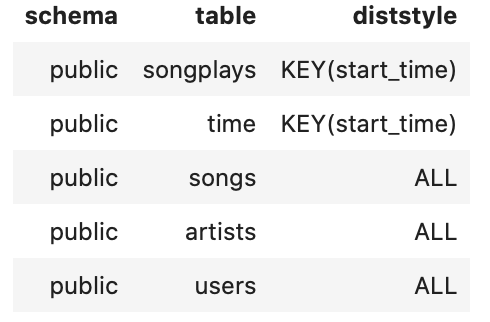 schema table diststyle
public songplays KEY(start_time)
public time KEY(start_time)
public songs ALL
public artists ALL
public users ALL